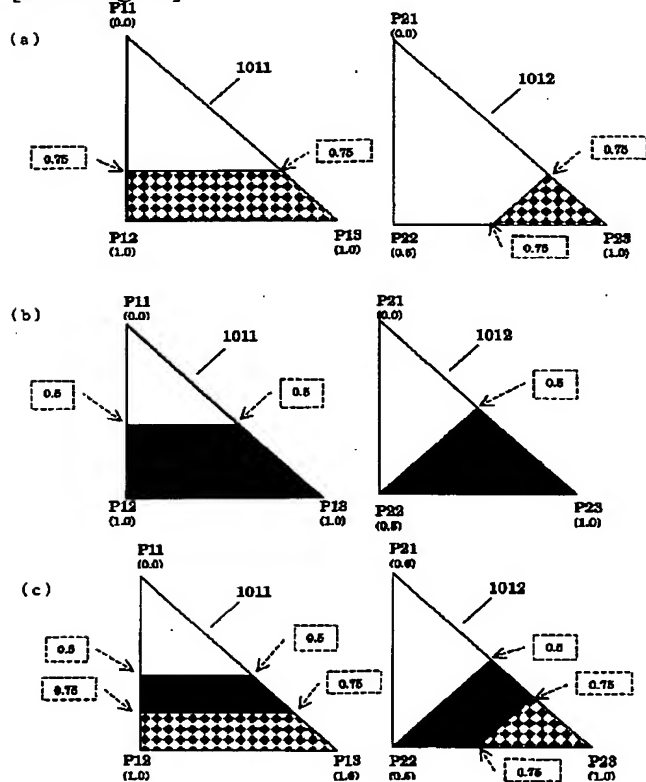 P11
(0.0)
(a)
1011
0.75
0.75
P12
(1.0)
P13
(1.0)
P21
(0.0)
1012
0.75
P22
(0.5)
0.75
P23
(1.0)
(b)
P11
(0.0)
1011
0.5
0.5
P12
(1.0)
P13
(1.0)
P21
(0.0)
1012
0.5
P22
(0.5)
P23
(1.0)
(c)
P11
(0.0)
1011
0.5
0.5
0.75
0.75
P12
(1.0)
P13
P21
1012
0.5
0.75
P22
(0.5)
0.75
P23
(1.0)